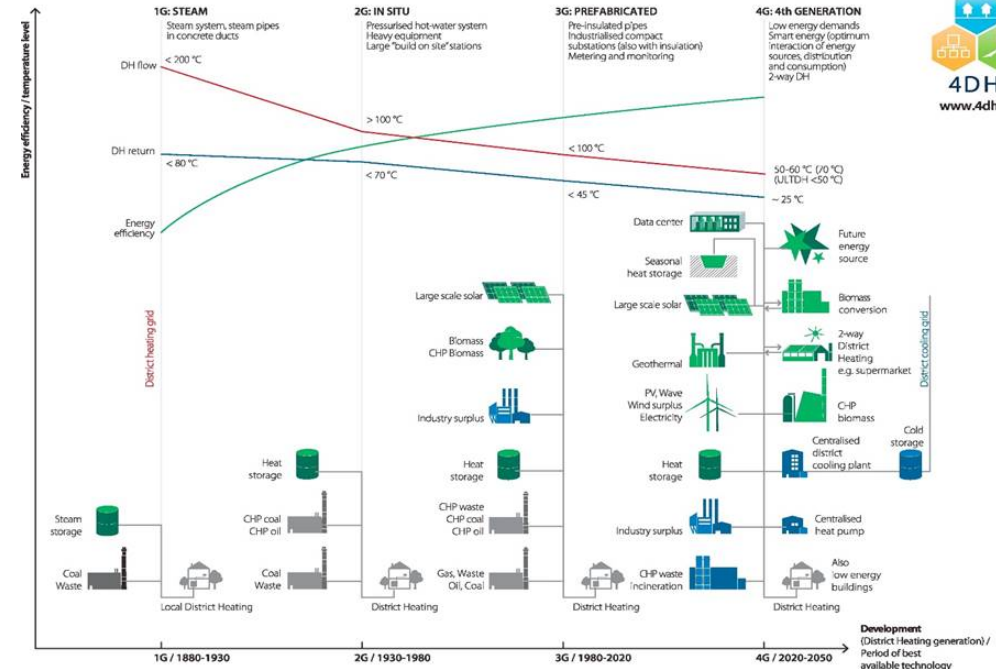 1G: STEAM
Steam system, steam pipes
in concrete ducts
2G: IN SITU
Pressurised hot-water system
Heavy equipment
Large "build on site" stations
3G: PREFABRICATED
Pre-insulated pipes
Industrialised compact
substations (also with insulation)
Metering and monitoring
4G: 4th GENERATION
Low energy demands
Smart energy (optimum
interaction of energy
sources, distribution
and consumption)
2-way DH
4DH
www.4dh
Energy efficiency / temperature level
DH flow
< 200 °C
> 100 °C
< 100 °C
50-60 °C (70 °C)
(ULTDH <50 °C)
DH return
< 80 °C
< 70 °C
< 45 °C
~ 25 °C
Energy
efficiency
District heating grid
District cooling grid
Steam
storage
Coal
Waste
Local District Heating
Heat
storage
CHP coal
CHP oil
Coal
Waste
District Heating
Large scale solar
Biomass
CHP Biomass
Industry surplus
Heat
storage
CHP waste
CHP coal
CHP oil
Gas, Waste
Oil, Coal
District Heating
Data center
Seasonal
heat storage
Large scale solar
Geothermal
PV, Wave
Wind surplus
Electricity
Heat
storage
Industry surplus
CHP waste
incineration
Future
energy
source
Biomass
conversion
2-way
District
Heating
e.g. supermarket
CHP
biomass
Centralised
district
cooling plant
Cold
storage
Centralised
heat pump
Also
low energy
buildings
District Heating
1G / 1880-1930
2G / 1930-1980
3G / 1980-2020
4G / 2020-2050
Development
(District Heating generation) /
Period of best
available technology